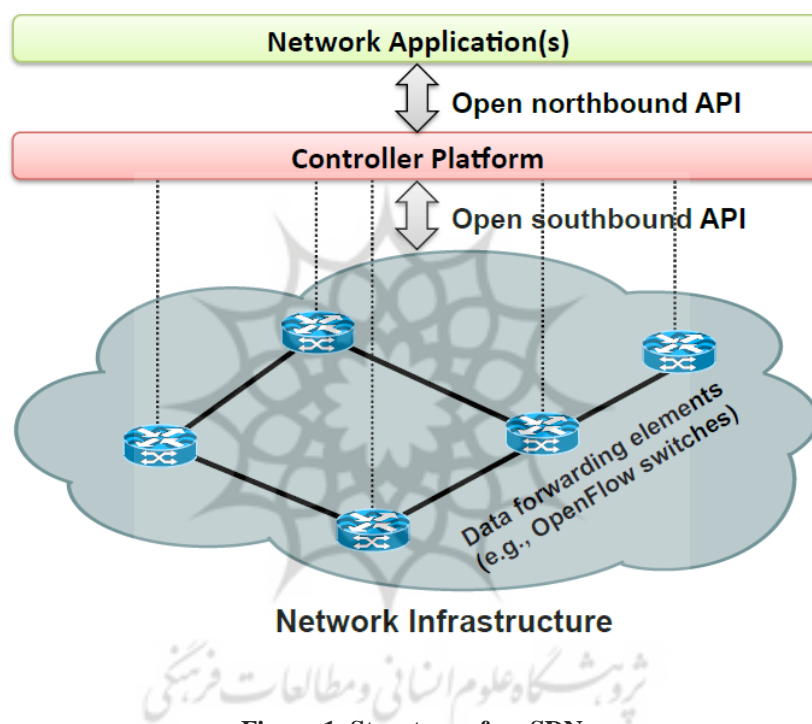 Network Application(s)
Open northbound API
Controller Platform
Open southbound API
Data forwarding elements
(e.g., OpenFlow switches)
Network Infrastructure
پژوهشگاه علوم انسانی و مطالعات فرهنگی